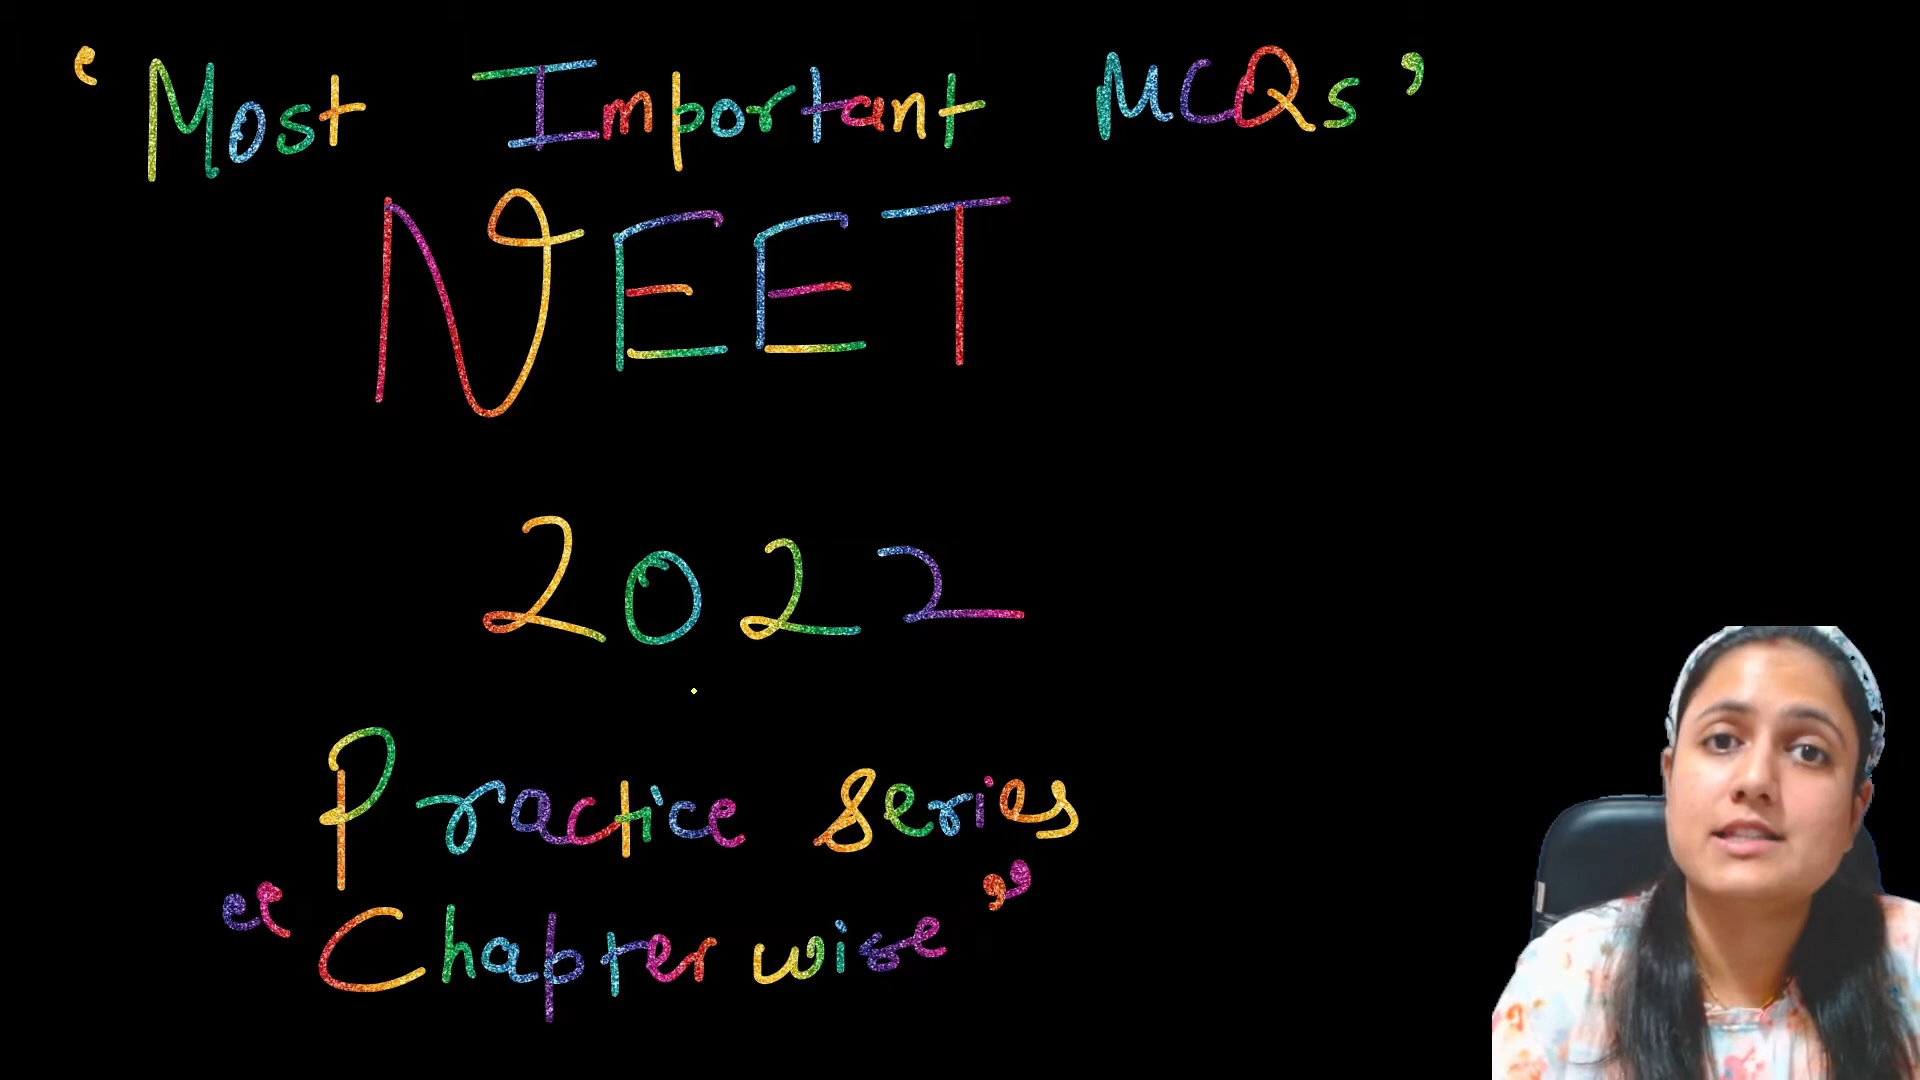 ‘Most Important MCQs’
NEET
2022
Practice Series
“Chapter wise”